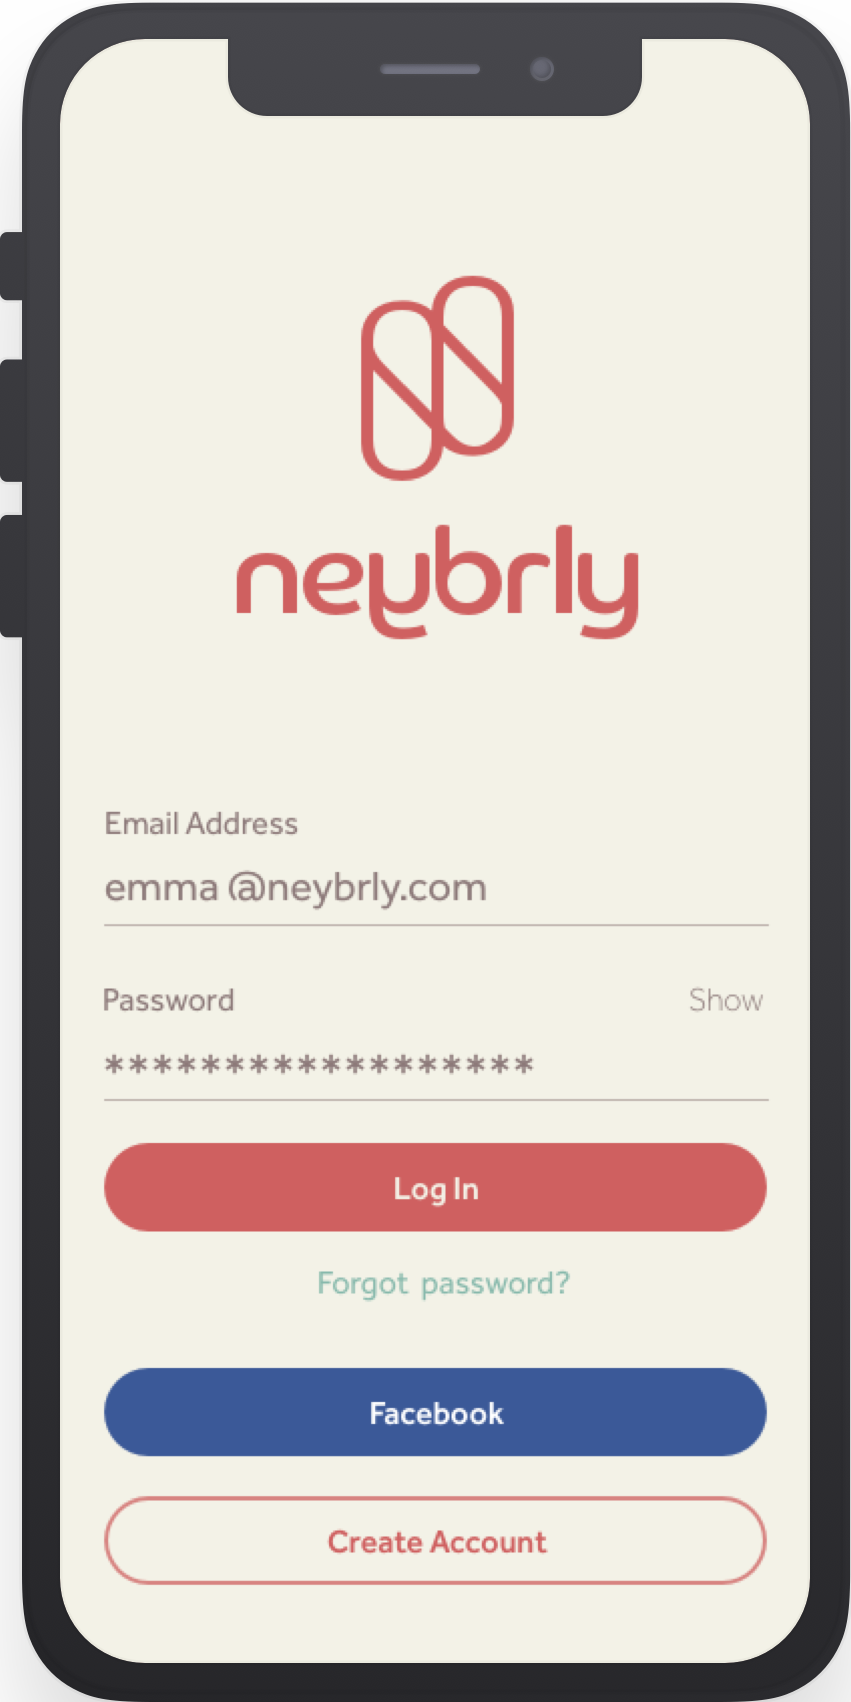 neybrly
Email Address
emma @neybrly.com
Password Show
******************
Log In
Forgot password?
Facebook
Create Account